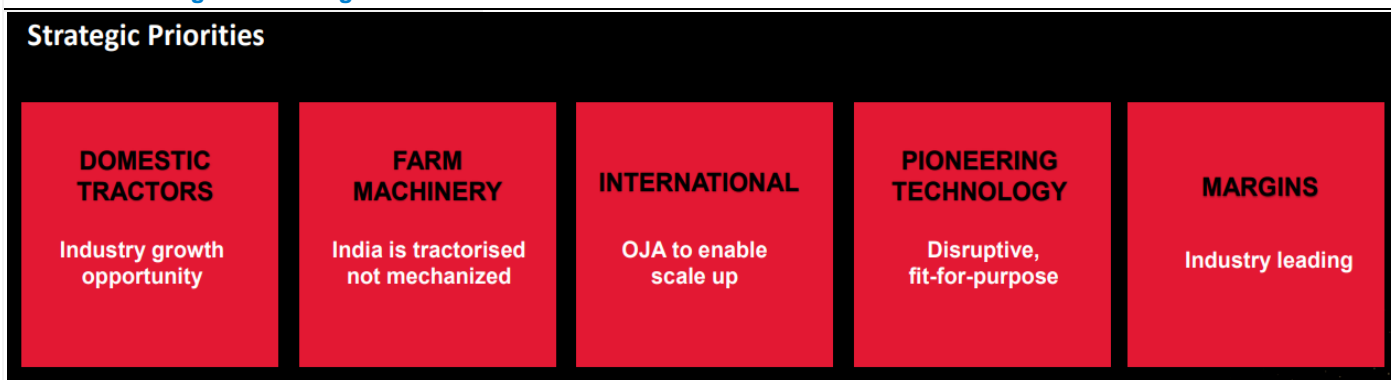 Strategic Priorities
DOMESTIC
TRACTORS
Industry growth
opportunity
FARM
MACHINERY
India is tractorised
not mechanized
INTERNATIONAL
OJA to enable
scale up
PIONEERING
TECHNOLOGY
Disruptive,
fit-for-purpose
MARGINS
Industry leading